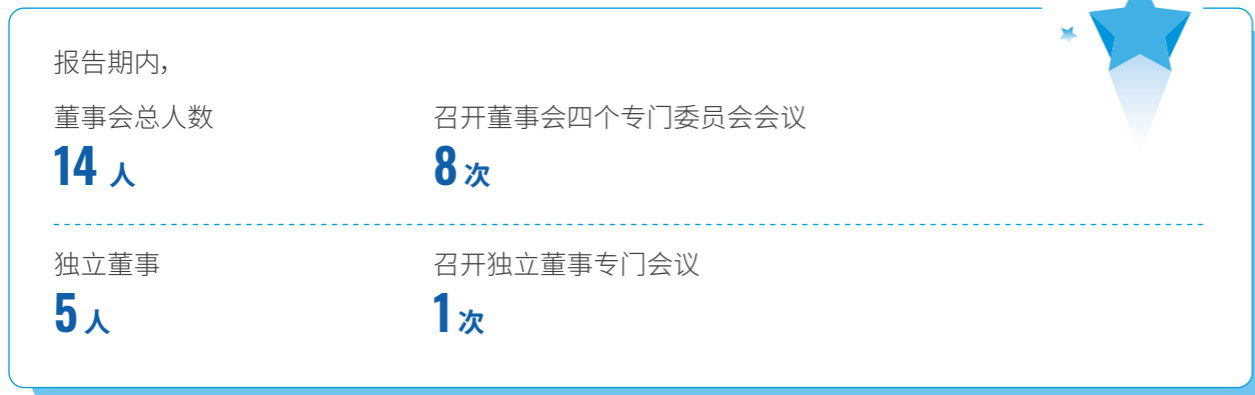 报告期内，
董事会总人数
14 人
召开董事会四个专门委员会会议
8 次
独立董事
5 人
召开独立董事专门会议
1 次